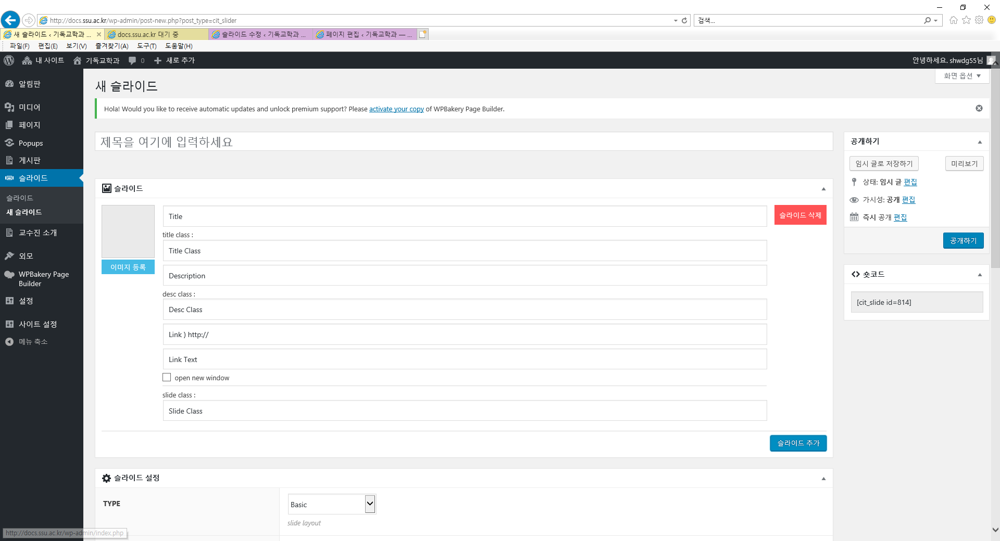 http://docs.ssu.ac.kr/wp-admin/post-new.php?post_type=cit_slider
검색...
새 슬라이드 ‹ 기독교학과 ...
docs.ssu.ac.kr 대기 중
슬라이드 수정 ‹ 기독교학과 ...
페이지 편집 ‹ 기독교학과 — ...
파일(F) 편집(E) 보기(V) 즐겨찾기(A) 도구(T) 도움말(H)
내 사이트 기독교학과 0 새로 추가
안녕하세요, shwdg55님
화면 옵션
알림판
미디어
페이지
Popups
게시판
슬라이드
슬라이드
새 슬라이드
교수진 소개
외모
WPBakery Page
Builder
설정
사이트 설정
메뉴 축소
새 슬라이드
Hola! Would you like to receive automatic updates and unlock premium support? Please activate your copy of WPBakery Page Builder.
제목을 여기에 입력하세요
슬라이드
이미지 등록
Title
title class :
Title Class
Description
desc class :
Desc Class
Link ) http://
Link Text
open new window
slide class :
Slide Class
슬라이드 삭제
슬라이드 추가
슬라이드 설정
TYPE
Basic
slide layout
공개하기
임시 글로 저장하기
미리보기
상태: 임시 글 편집
가시성: 공개 편집
즉시 공개 편집
공개하기
숏코드
[cit_slide id=814]
http://docs.ssu.ac.kr/wp-admin/index.php